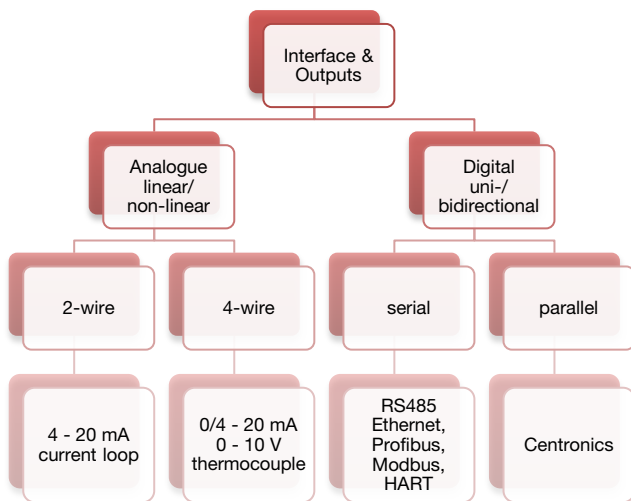 Interface &
Outputs
Analogue
linear/
non-linear
Digital
uni-/
bidirectional
2-wire
4-wire
serial
parallel
4 - 20 mA
current loop
0/4 - 20 mA
0 - 10 V
thermocouple
RS485
Ethernet,
Profibus,
Modbus,
HART
Centronics